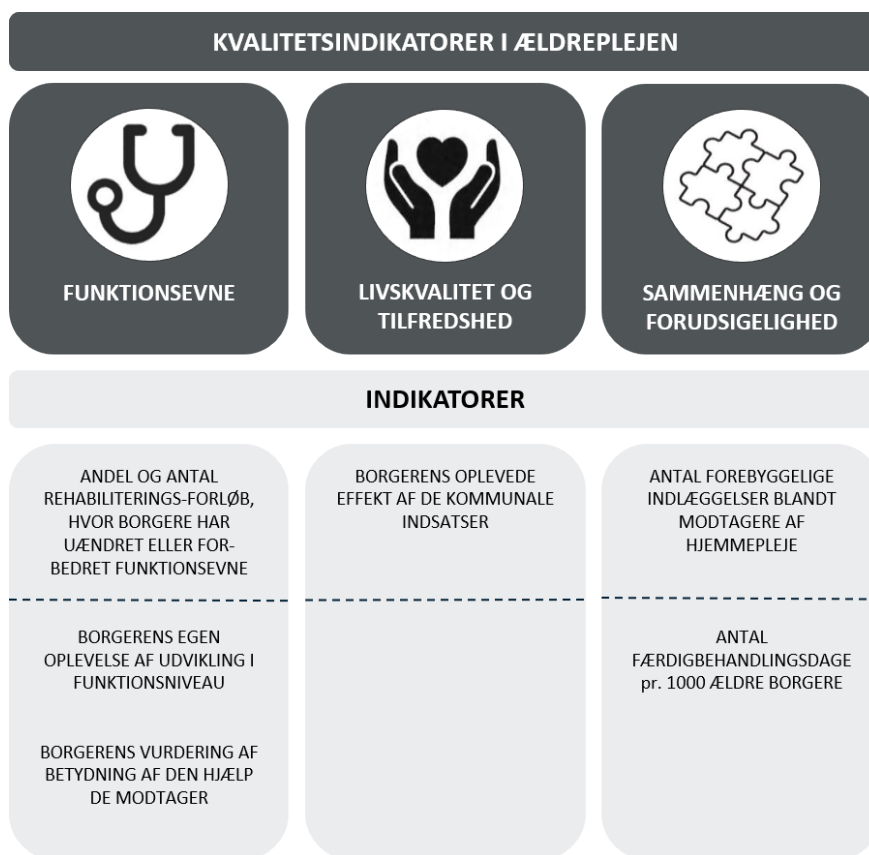 KVALITETSINDIKATORER I ÆLDREPLEJEN
FUNKTIONSEVNE
LIVSKVALITET OG
TILFREDSHED
SAMMENHÆNG OG
FORUDSIGELIGHED
INDIKATORER
ANDEL OG ANTAL
REHABILITERINGS-FORLØB,
HVOR BORGERE HAR
UÆNDRET ELLER FOR-
BEDRET FUNKTIONSEVNE
BORGERENS EGEN
OPLEVELSE AF UDVIKLING I
FUNKTIONSNIVEAU
BORGERENS VURDERING AF
BETYDNING AF DEN HJÆLP
DE MODTAGER
BORGERENS OPLEVEDE
EFFEKT AF DE KOMMUNALE
INDSATSER
ANTAL FOREBYGGELIGE
INDLÆGGELSER BLANDT
MODTAGERE AF
HJEMMEPLEJE
ANTAL
FÆRDIGBEHANDLINGSDAGE
pr. 1000 ÆLDRE BORGERE